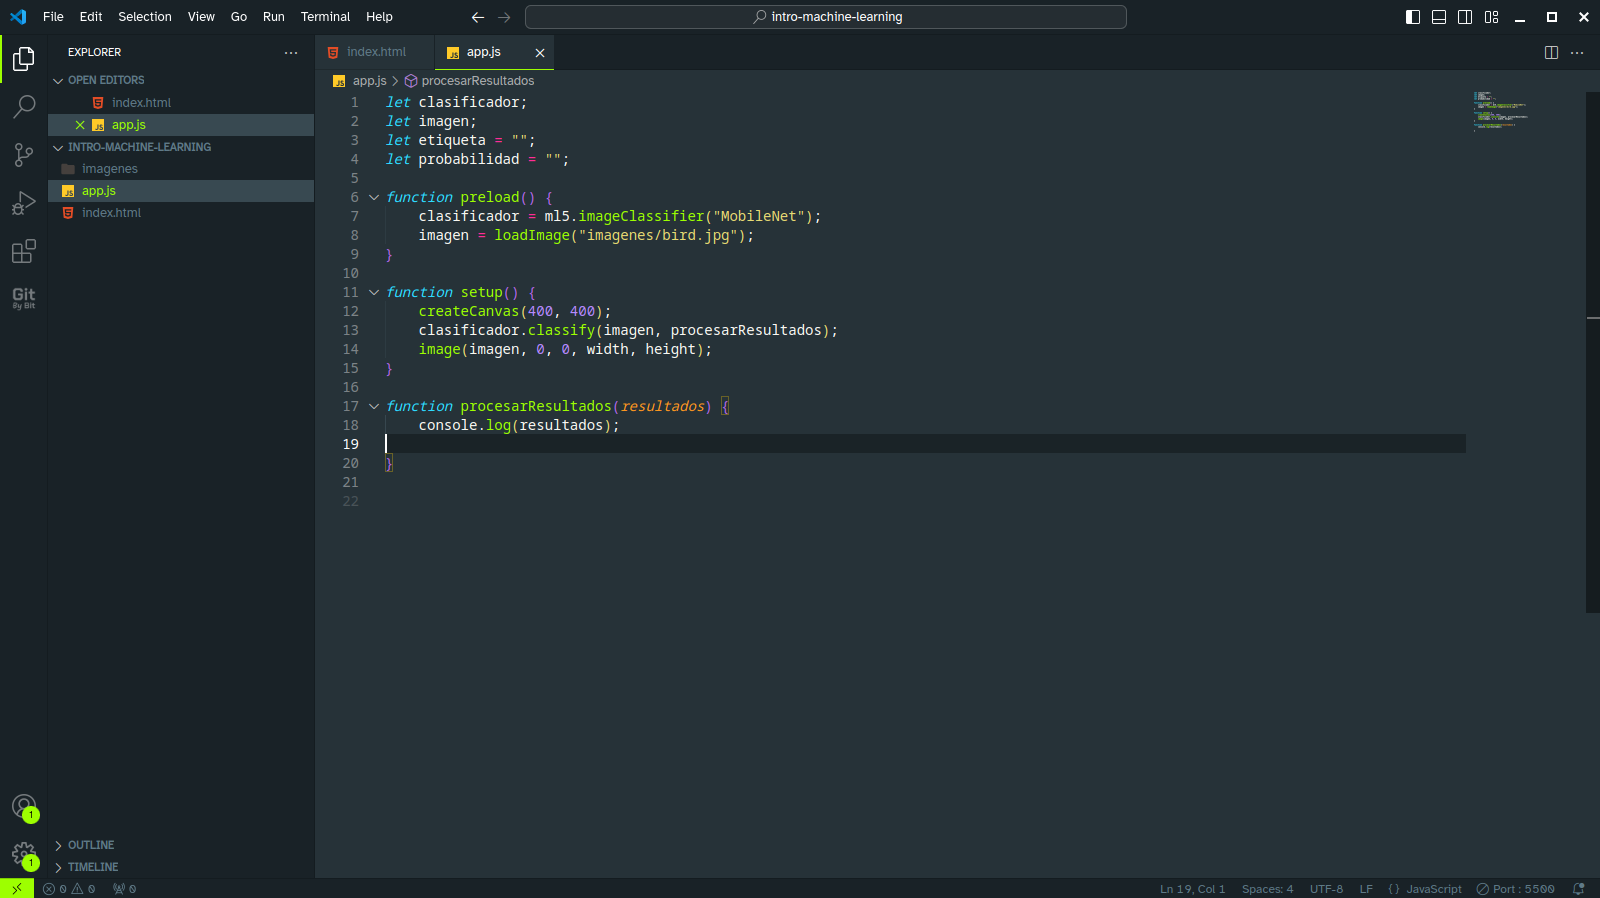 File Edit Selection View Go Run Terminal Help
intro-machine-learning
EXPLORER
OPEN EDITORS
index.html
app.js
INTRO-MACHINE-LEARNING
imagenes
app.js
index.html
Git
By Bit
1
1
OUTLINE
TIMELINE
index.html
JS app.js
app.js > procesarResultados
1 let clasificador;
2 let imagen;
3 let etiqueta = "";
4 let probabilidad = "";
5
6 function preload() {
7     clasificador = ml5.imageClassifier("MobileNet");
8     imagen = loadImage("imagenes/bird.jpg");
9 }
10
11 function setup() {
12     createCanvas(400, 400);
13     clasificador.classify(imagen, procesarResultados);
14     image(imagen, 0, 0, width, height);
15 }
16
17 function procesarResultados(resultados) {
18     console.log(resultados);
19
20 }
21
22
0 0 0
Ln 19, Col 1 Spaces: 4 UTF-8 LF {} JavaScript Port : 5500